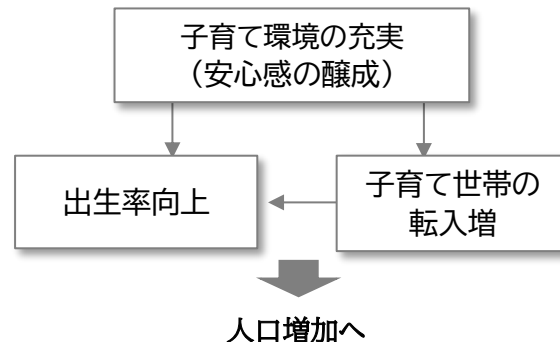 子育て環境の充実
（安心感の醸成）
出生率向上
子育て世帯の
転入増
人口増加へ